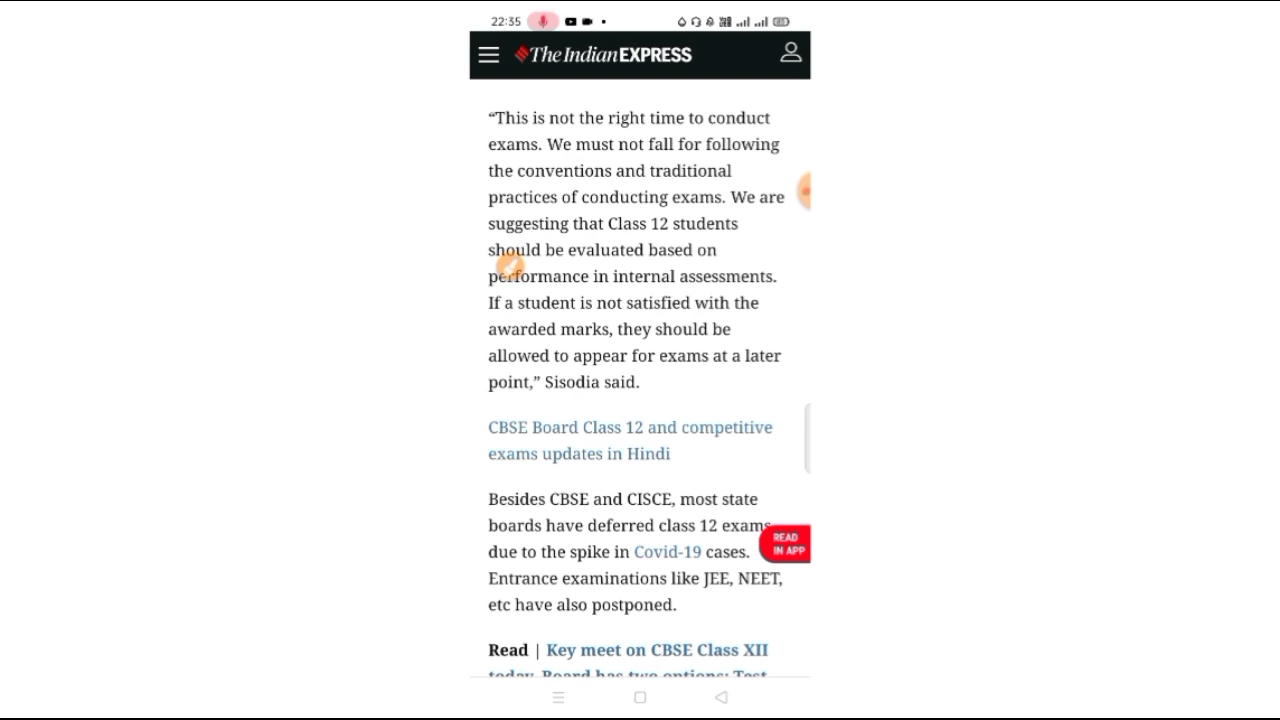 22:35
The Indian EXPRESS
“This is not the right time to conduct
exams. We must not fall for following
the conventions and traditional
practices of conducting exams. We are
suggesting that Class 12 students
should be evaluated based on
performance in internal assessments.
If a student is not satisfied with the
awarded marks, they should be
allowed to appear for exams at a later
point,” Sisodia said.
CBSE Board Class 12 and competitive
exams updates in Hindi
Besides CBSE and CISCE, most state
boards have deferred class 12 exams
due to the spike in Covid-19 cases.
READ
IN APP
Entrance examinations like JEE, NEET,
etc have also postponed.
Read | Key meet on CBSE Class XII
today, Board has two options: Test